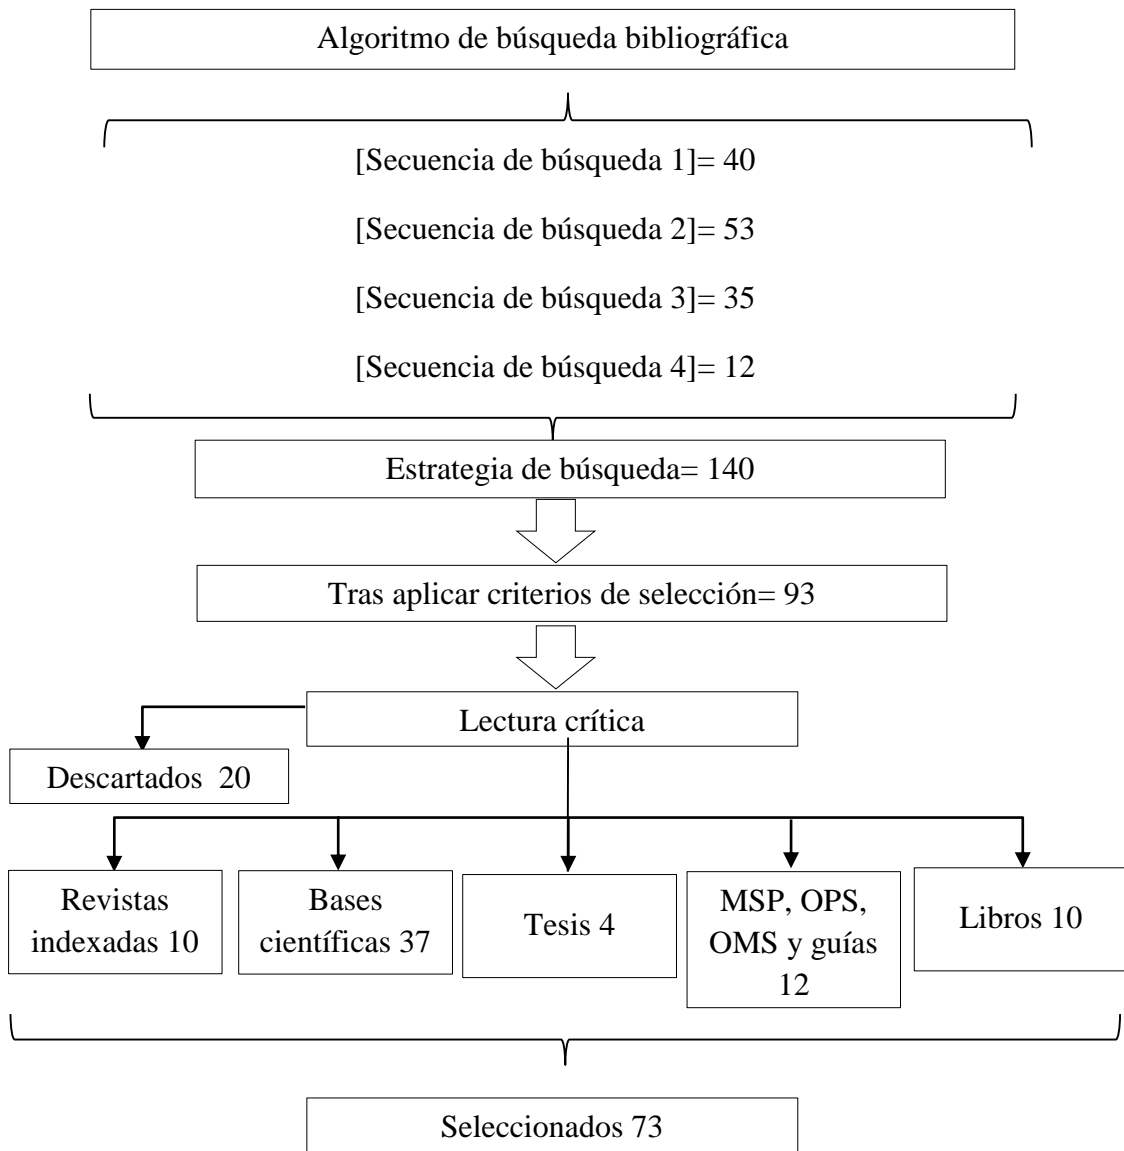 Algoritmo de búsqueda bibliográfica
[Secuencia de búsqueda 1]= 40
[Secuencia de búsqueda 2]= 53
[Secuencia de búsqueda 3]= 35
[Secuencia de búsqueda 4]= 12
Estrategia de búsqueda= 140
Tras aplicar criterios de selección= 93
Lectura crítica
Descartados  20
Revistas
indexadas 10
Bases
científicas 37
Tesis 4
MSP, OPS,
OMS y guías
12
Libros 10
Seleccionados 73